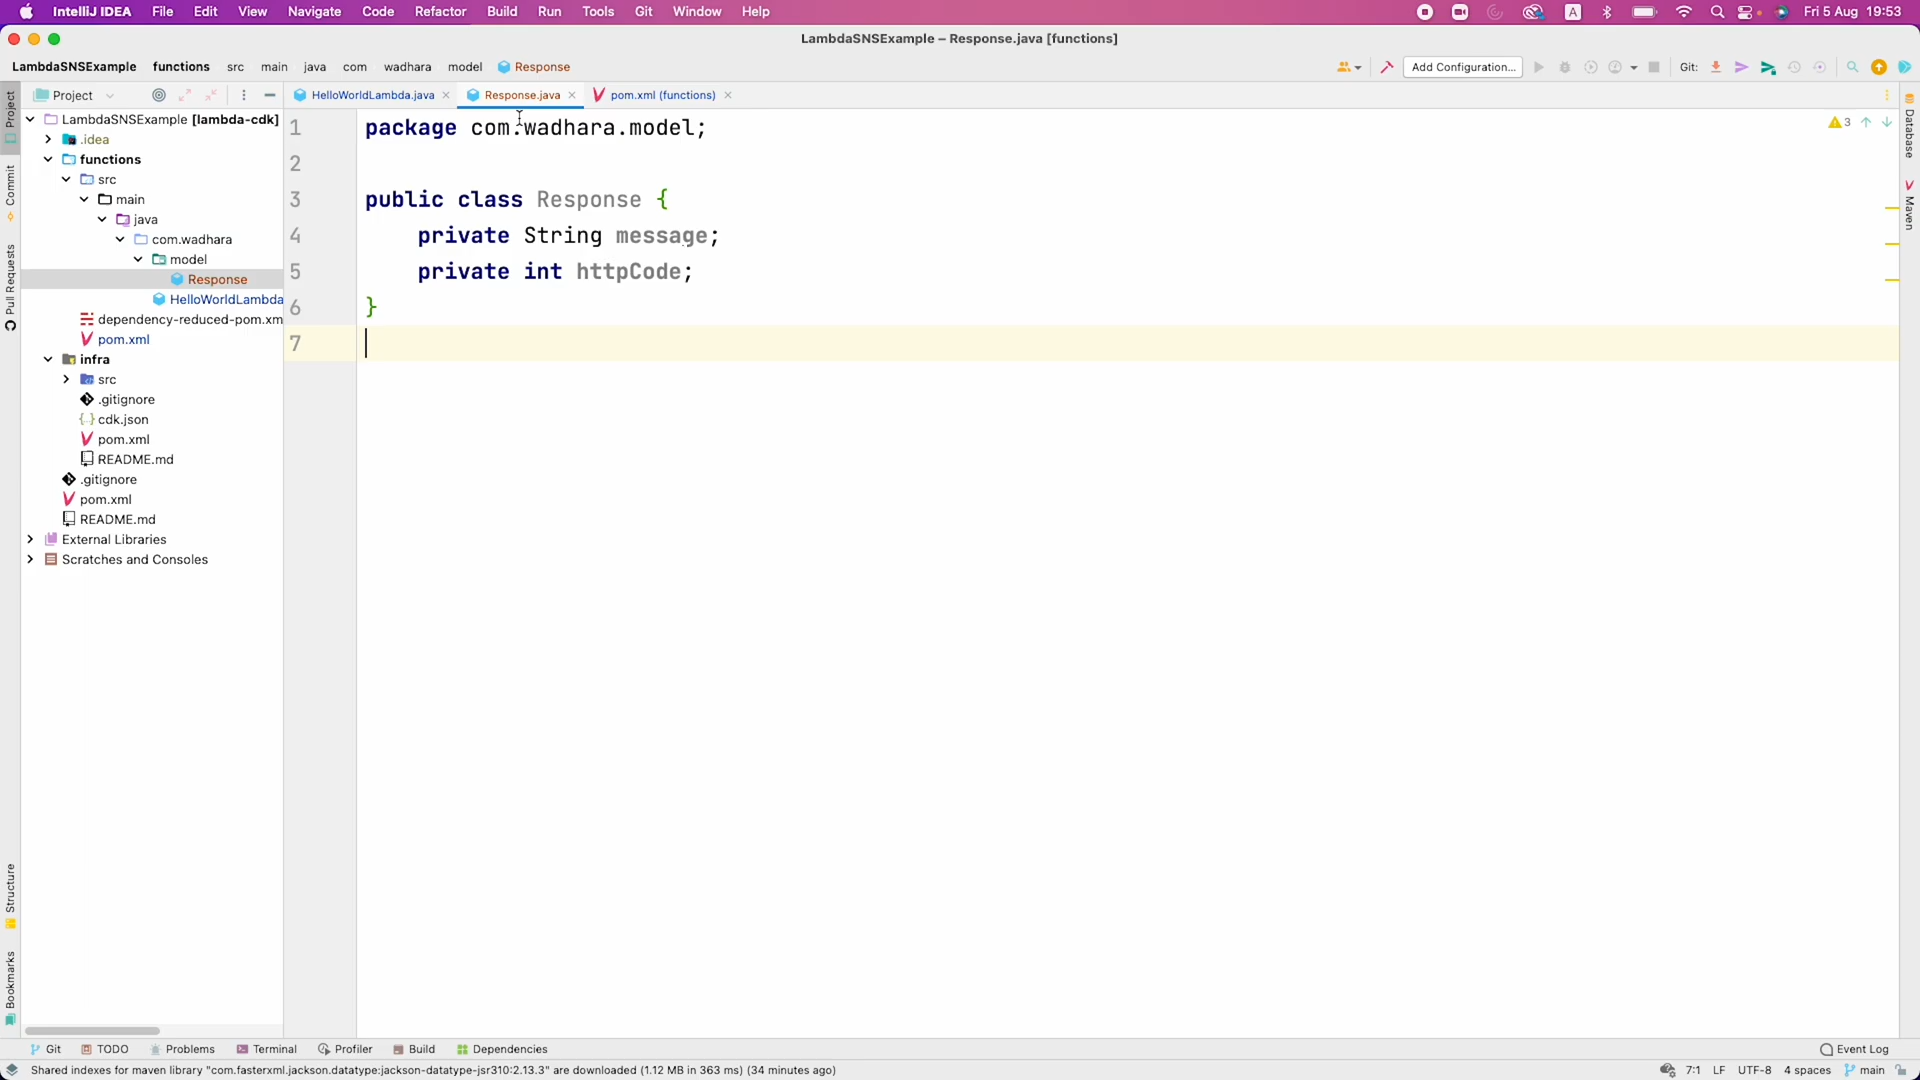 IntelliJ IDEA File Edit View Navigate Code Refactor Build Run Tools Git Window Help A Fri 5 Aug 19:53
LambdaSNSExample – Response.java [functions]
LambdaSNSExample functions src main java com wadhara model Response Add Configuration... Git:
Project HelloWorldLambda.java Response.java pom.xml (functions)
Project
Commit
Pull Requests
Structure
Bookmarks
LambdaSNSExample [lambda-cdk]
.idea
functions
src
main
java
com.wadhara
model
Response
HelloWorldLambda
dependency-reduced-pom.xm
pom.xml
infra
src
.gitignore
cdk.json
pom.xml
README.md
.gitignore
pom.xml
README.md
External Libraries
Scratches and Consoles
1 package com.wadhara.model;
2
3 public class Response {
4 private String message;
5 private int httpCode;
6 }
7
3
Database
Maven
Git TODO Problems Terminal Profiler Build Dependencies Event Log
Shared indexes for maven library "com.fasterxml.jackson.datatype:jackson-datatype-jsr310:2.13.3" are downloaded (1.12 MB in 363 ms) (34 minutes ago) 7:1 LF UTF-8 4 spaces main